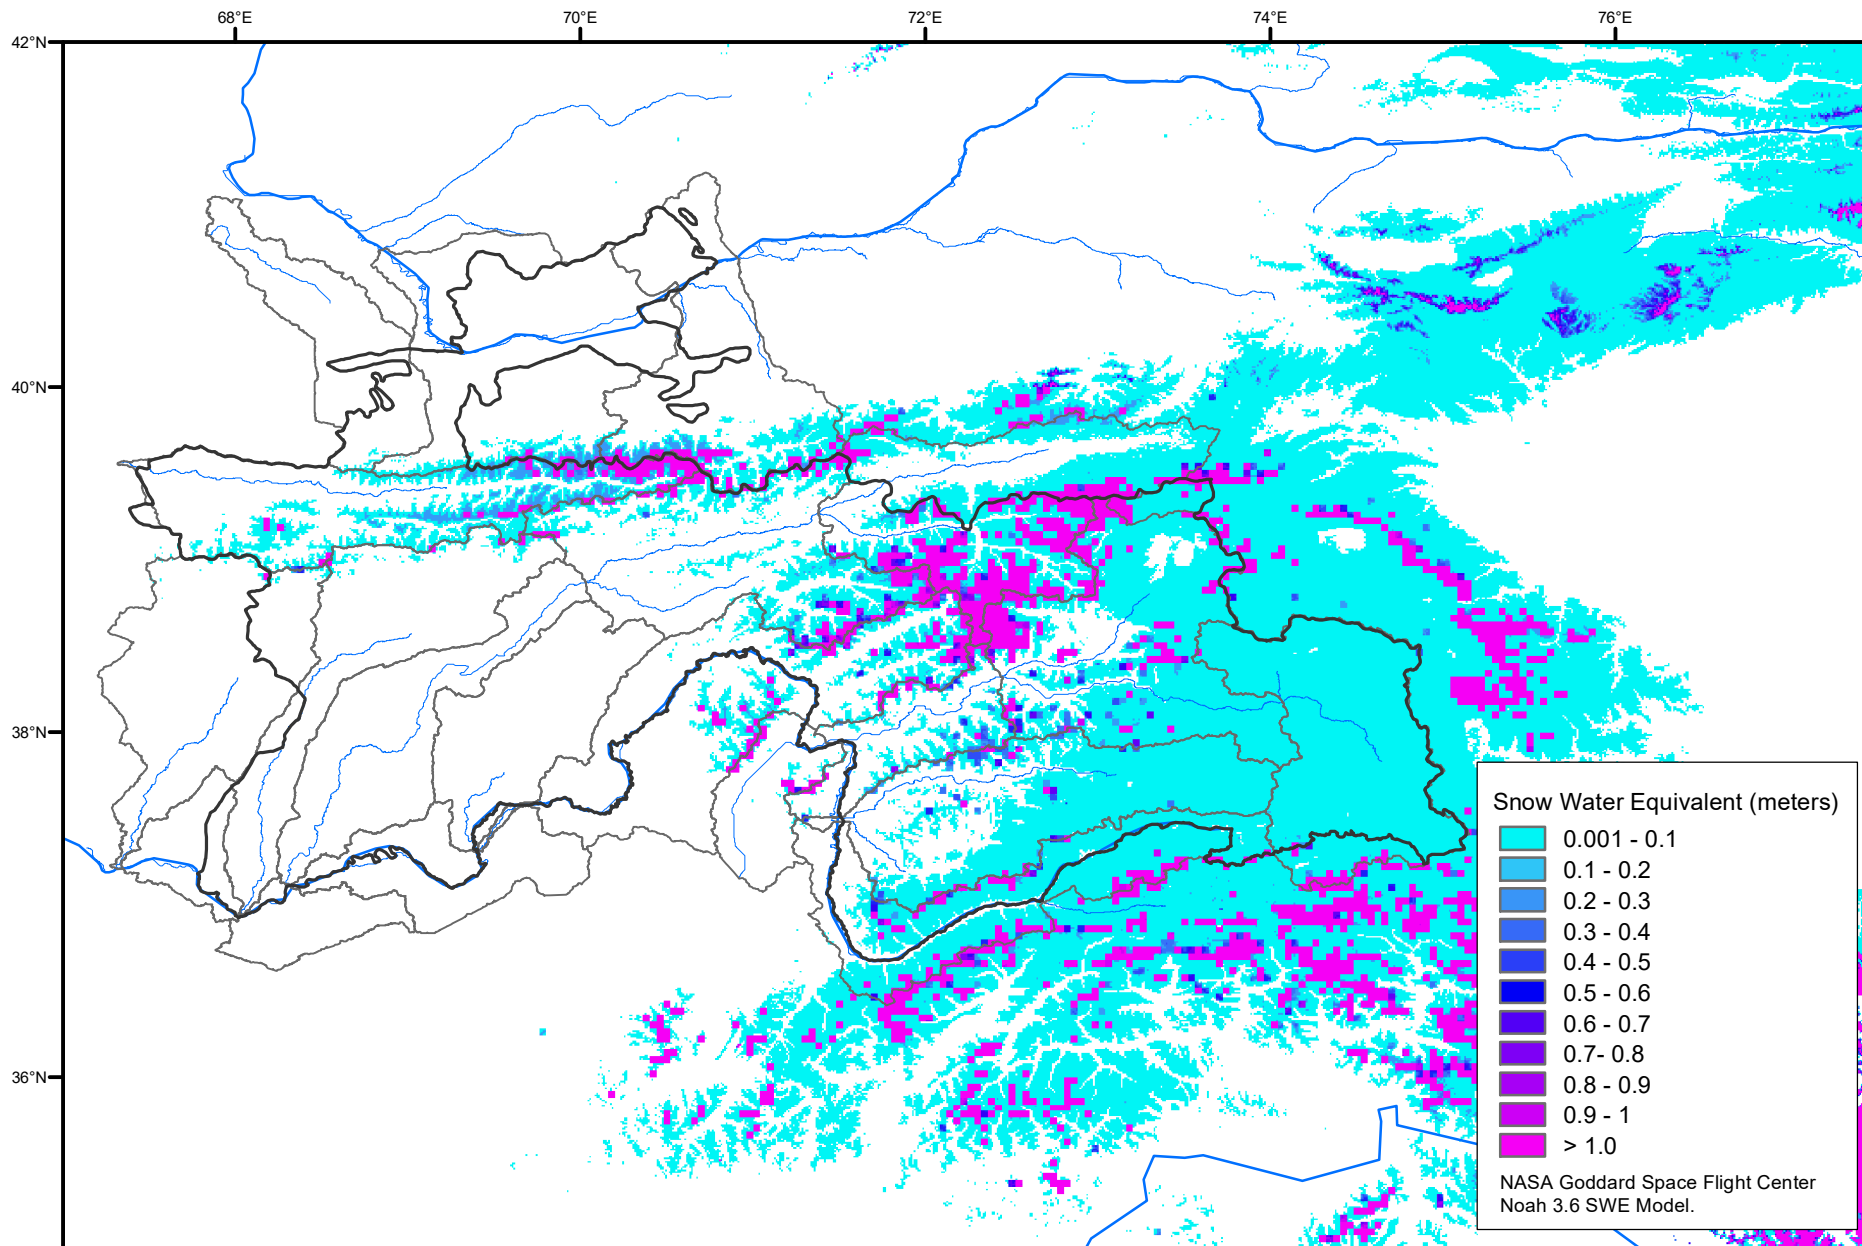 68°E 70°E 72°E 74°E 76°E
42°N
40°N
38°N
36°N
Snow Water Equivalent (meters)
0.001 - 0.1
0.1 - 0.2
0.2 - 0.3
0.3 - 0.4
0.4 - 0.5
0.5 - 0.6
0.6 - 0.7
0.7- 0.8
0.8 - 0.9
0.9 - 1
> 1.0
NASA Goddard Space Flight Center
Noah 3.6 SWE Model.